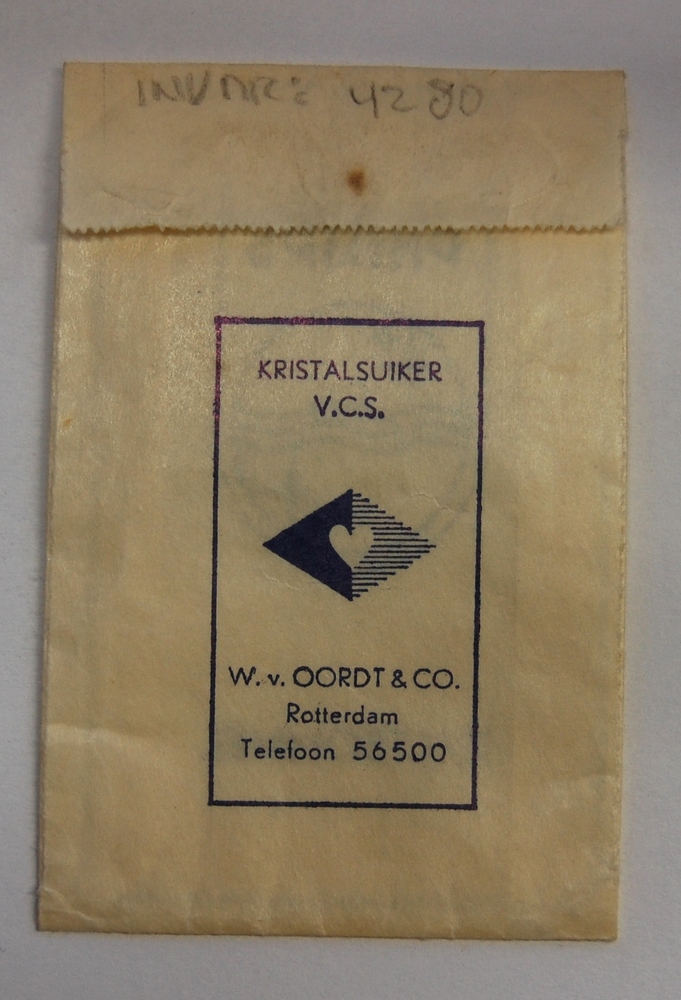 INV NR: 4280
KRISTALSUIKER
V.C.S.
W. v. OORDT & CO.
Rotterdam
Telefoon 56500